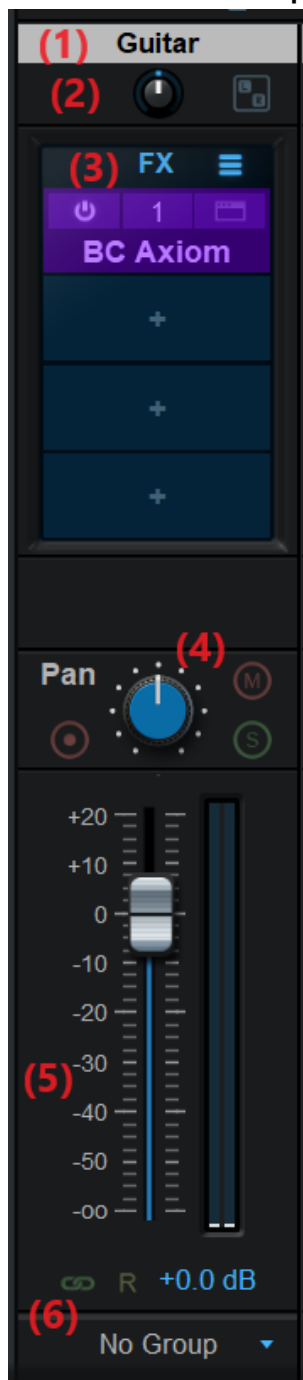 (1) Guitar
(2) L R
(3) FX
1
BC Axiom
+
+
+
(4)
Pan M
S
+20
+10
0
-10
-20
(5) -30
-40
-50
-oo
R +0.0 dB
(6)
No Group